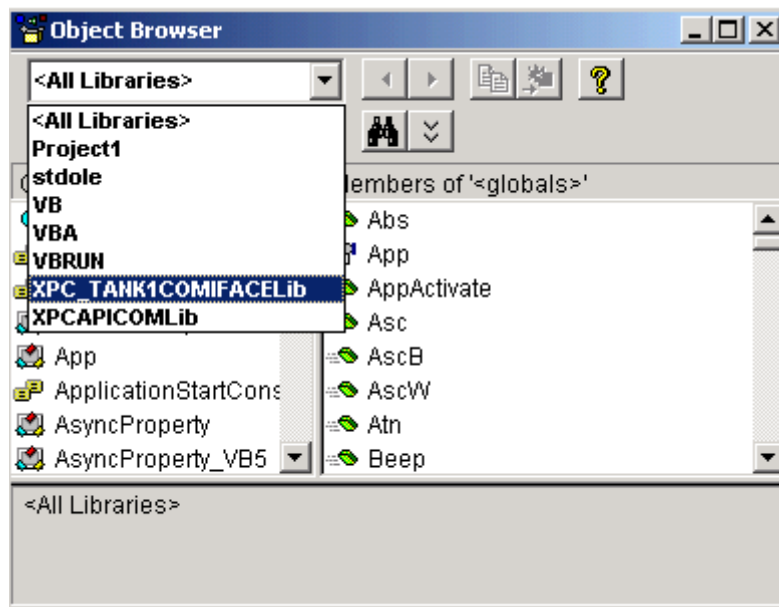 Object Browser
<All Libraries>
<All Libraries>
Project1
stdole
VB
VBA
VBRUN
XPC_TANK1COMIFACELib
XPCAPICOMLib
App
ApplicationStartCons
AsyncProperty
AsyncProperty_VB5
Members of '<globals>'
Abs
App
AppActivate
Asc
AscB
AscW
Atn
Beep
<All Libraries>